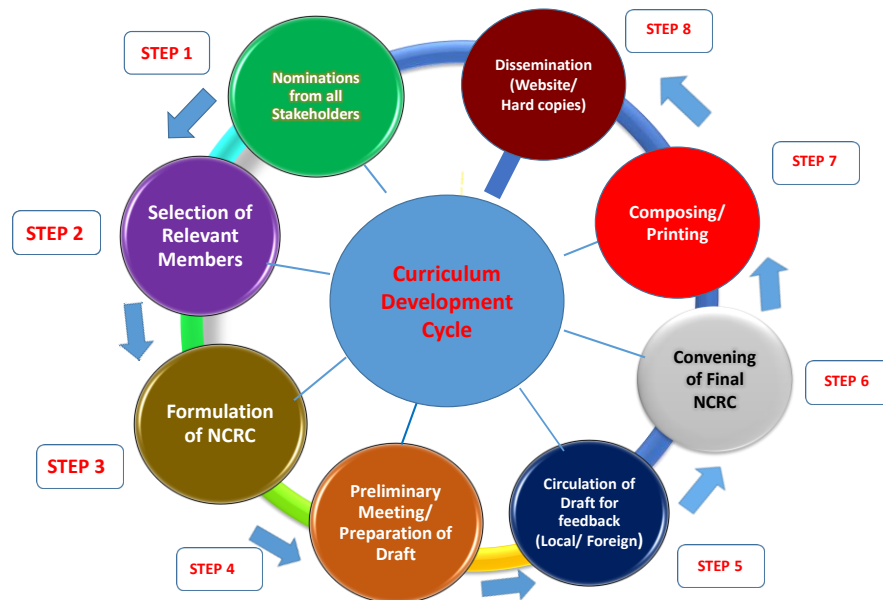 Curriculum
Development
Cycle
STEP 1
Nominations
from all
Stakeholders
STEP 2
Selection of
Relevant
Members
STEP 3
Formulation
of NCRC
STEP 4
Preliminary
Meeting/
Preparation of
Draft
STEP 5
Circulation of
Draft for
feedback
(Local/ Foreign)
STEP 6
Convening
of Final
NCRC
STEP 7
Composing/
Printing
STEP 8
Dissemination
(Website/
Hard copies)